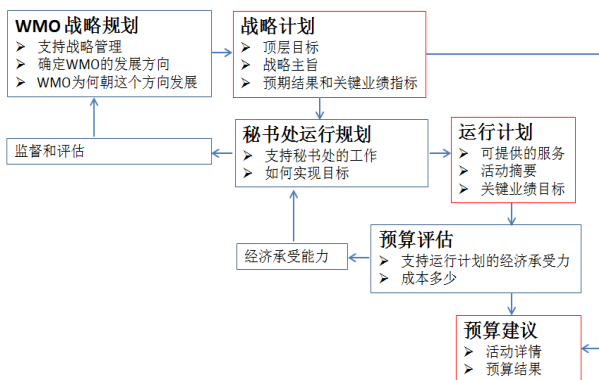 WMO 战略规划
➢ 支持战略管理
➢ 确定WMO的发展方向
➢ WMO为何朝这个方向发展
战略计划
➢ 顶层目标
➢ 战略主旨
➢ 预期结果和关键业绩指标
监督和评估
秘书处运行规划
➢ 支持秘书处的工作
➢ 如何实现目标
运行计划
➢ 可提供的服务
➢ 活动摘要
➢ 关键业绩目标
经济承受能力
预算评估
➢ 支持运行计划的经济承受力
➢ 成本多少
预算建议
➢ 活动详情
➢ 预算结果